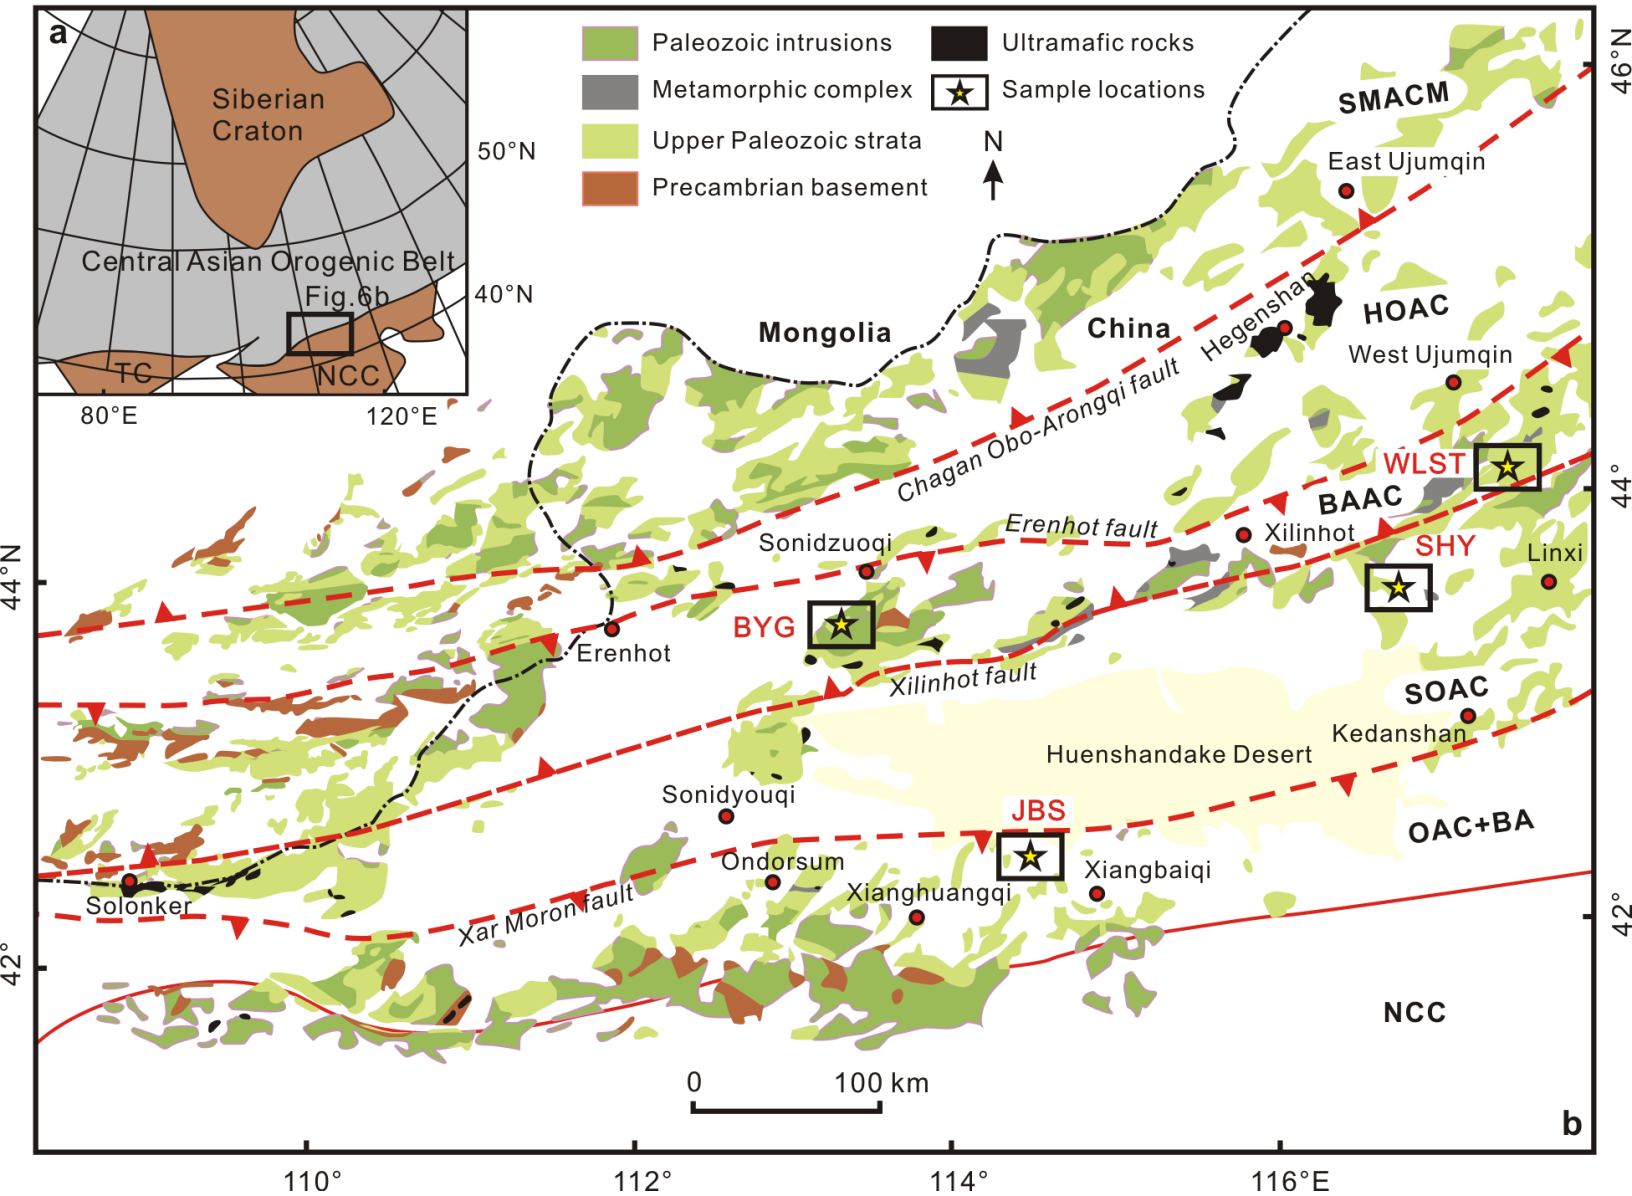 a
Siberian
Craton
Central Asian Orogenic Belt
Fig.6b
TC
NCC
50°N
40°N
80°E
120°E
Paleozoic intrusions
Metamorphic complex
Upper Paleozoic strata
Precambrian basement
Ultramafic rocks
Sample locations
N
46°N
SMACM
East Ujumqin
Mongolia
China
Hegenshan
HOAC
West Ujumqin
Chagan Obo-Arongqi fault
WLST
44°
BAAC
Erenhot fault
Xilinhot
Sonidzuoqi
SHY
Linxi
44°N
BYG
Erenhot
Xilinhot fault
SOAC
Kedanshan
Huenshandake Desert
Sonidyouqi
JBS
OAC+BA
Ondorsum
Xiangbaiqi
Xianghuangqi
Solonker
Xar Moron fault
42°
42°
NCC
0
100 km
b
110°
112°
114°
116°E